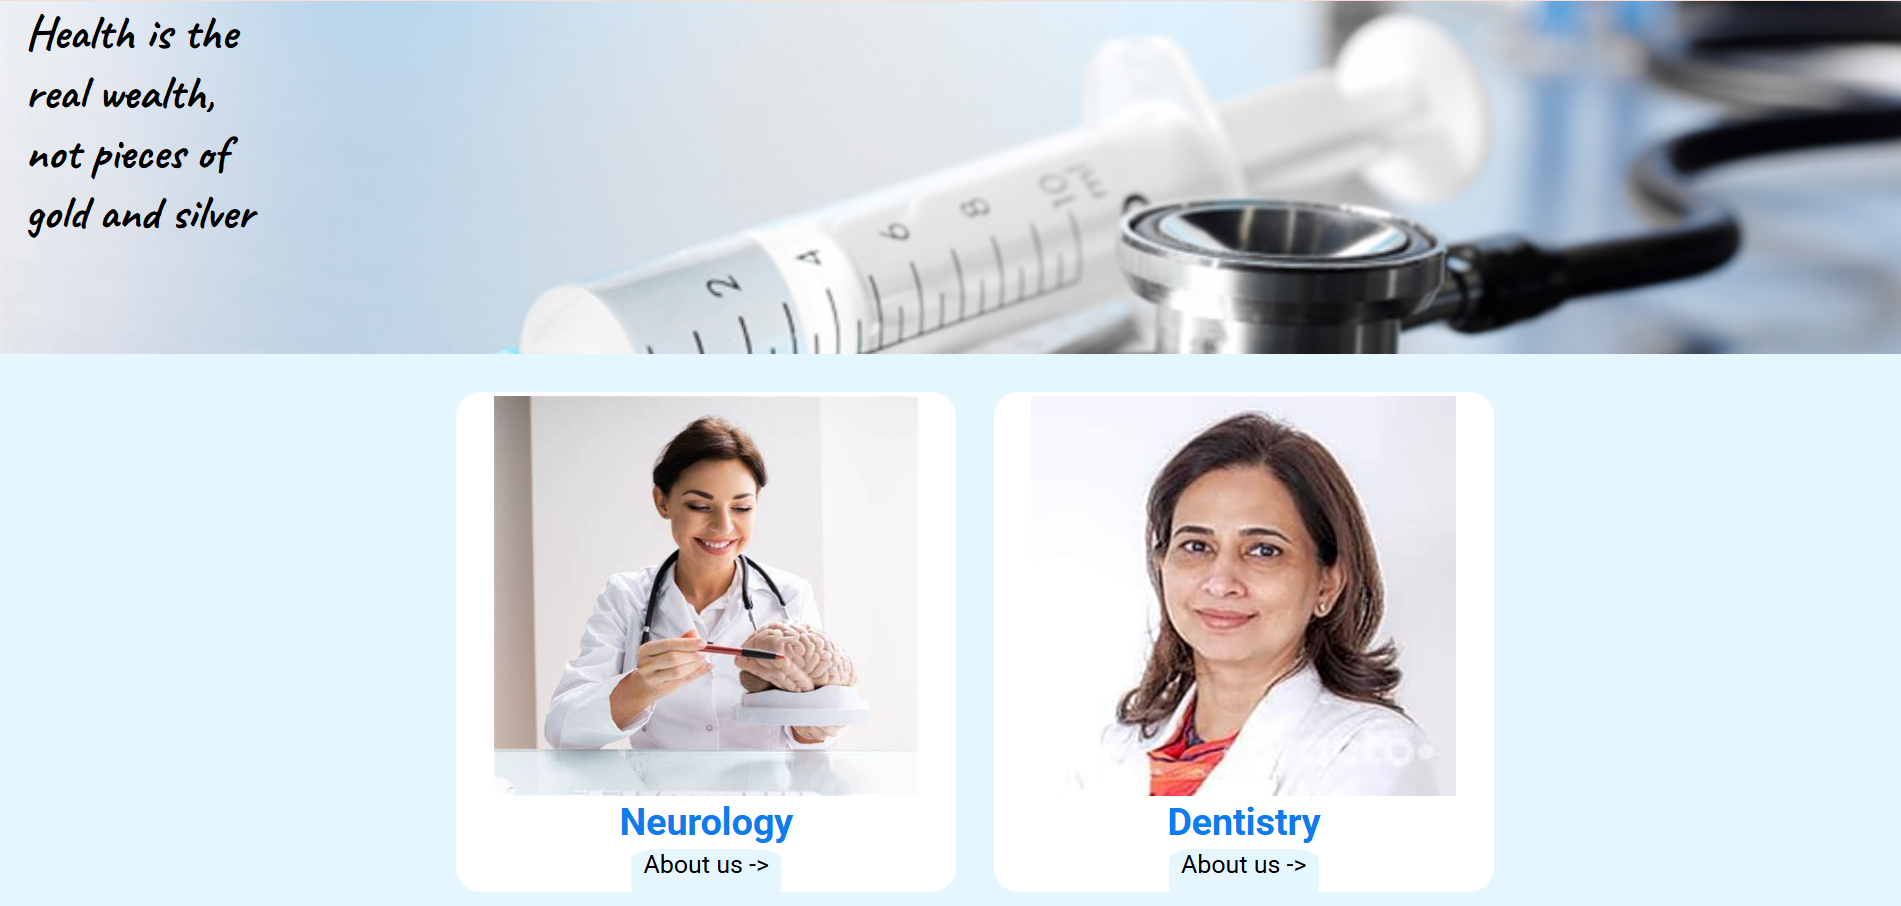 Health is the
real wealth,
not pieces of
gold and silver
2 4 6 8 10
ml
Neurology
About us ->
Dentistry
About us ->